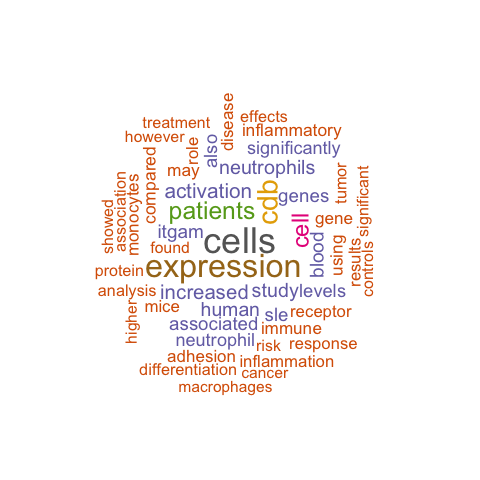 disease
effects
treatment
inflammatory
however
role
also
significantly
compared
may
neutrophils
tumor
significant
association
monocytes
activation
cdb
genes
showed
patients
cell
gene
itgam
cells
blood
using
results
controls
found
protein
expression
analysis
increased
study
levels
higher
mice
human
sle
receptor
associated
immune
neutrophil
risk
response
adhesion
inflammation
differentiation
cancer
macrophages